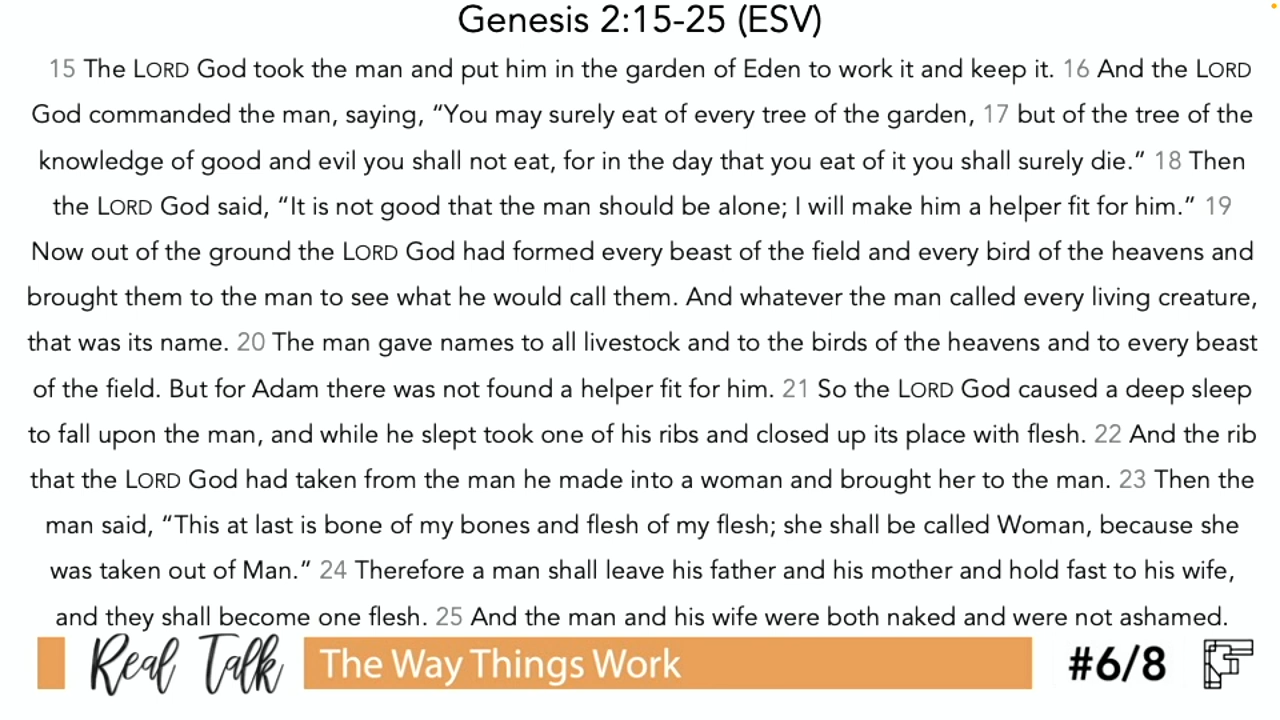 Genesis 2:15-25 (ESV)
15 The LORD God took the man and put him in the garden of Eden to work it and keep it. 16 And the LORD
God commanded the man, saying, “You may surely eat of every tree of the garden, 17 but of the tree of the
knowledge of good and evil you shall not eat, for in the day that you eat of it you shall surely die.” 18 Then
the LORD God said, “It is not good that the man should be alone; I will make him a helper fit for him.” 19
Now out of the ground the LORD God had formed every beast of the field and every bird of the heavens and
brought them to the man to see what he would call them. And whatever the man called every living creature,
that was its name. 20 The man gave names to all livestock and to the birds of the heavens and to every beast
of the field. But for Adam there was not found a helper fit for him. 21 So the LORD God caused a deep sleep
to fall upon the man, and while he slept took one of his ribs and closed up its place with flesh. 22 And the rib
that the LORD God had taken from the man he made into a woman and brought her to the man. 23 Then the
man said, “This at last is bone of my bones and flesh of my flesh; she shall be called Woman, because she
was taken out of Man.” 24 Therefore a man shall leave his father and his mother and hold fast to his wife,
and they shall become one flesh. 25 And the man and his wife were both naked and were not ashamed.
Real Talk The Way Things Work #6/8